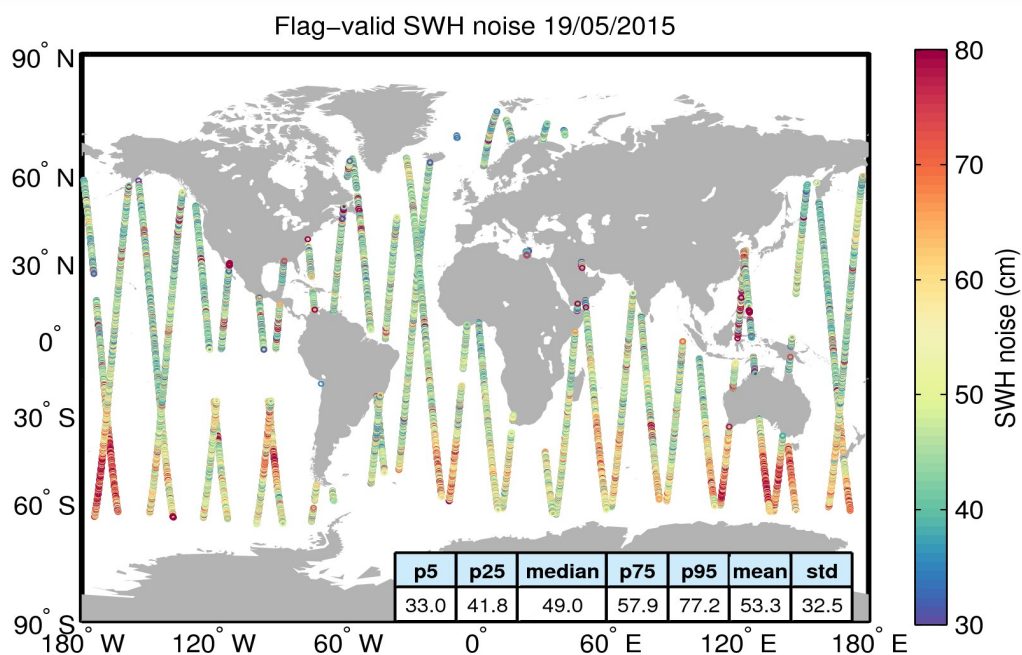 Flag−valid SWH noise 19/05/2015
90° N
60° N
30° N
0°
30° S
60° S
90° S
180° W 120° W 60° W 0° 60° E 120° E 180° E
80
70
60
50
40
30
SWH noise (cm)
p5 p25 median p75 p95 mean std
33.0 41.8 49.0 57.9 77.2 53.3 32.5